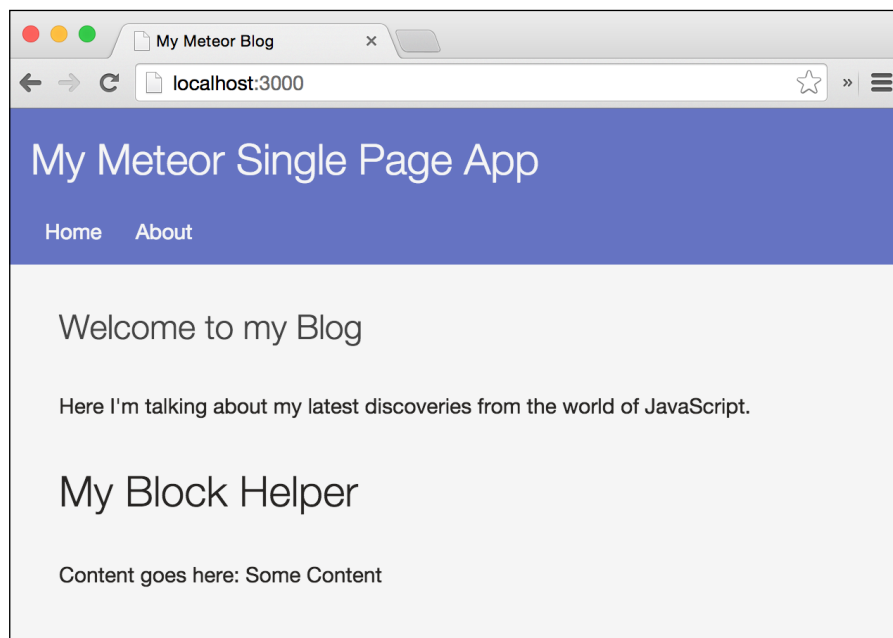 My Meteor Blog
localhost:3000
»
My Meteor Single Page App
Home About
Welcome to my Blog
Here I'm talking about my latest discoveries from the world of JavaScript.
My Block Helper
Content goes here: Some Content